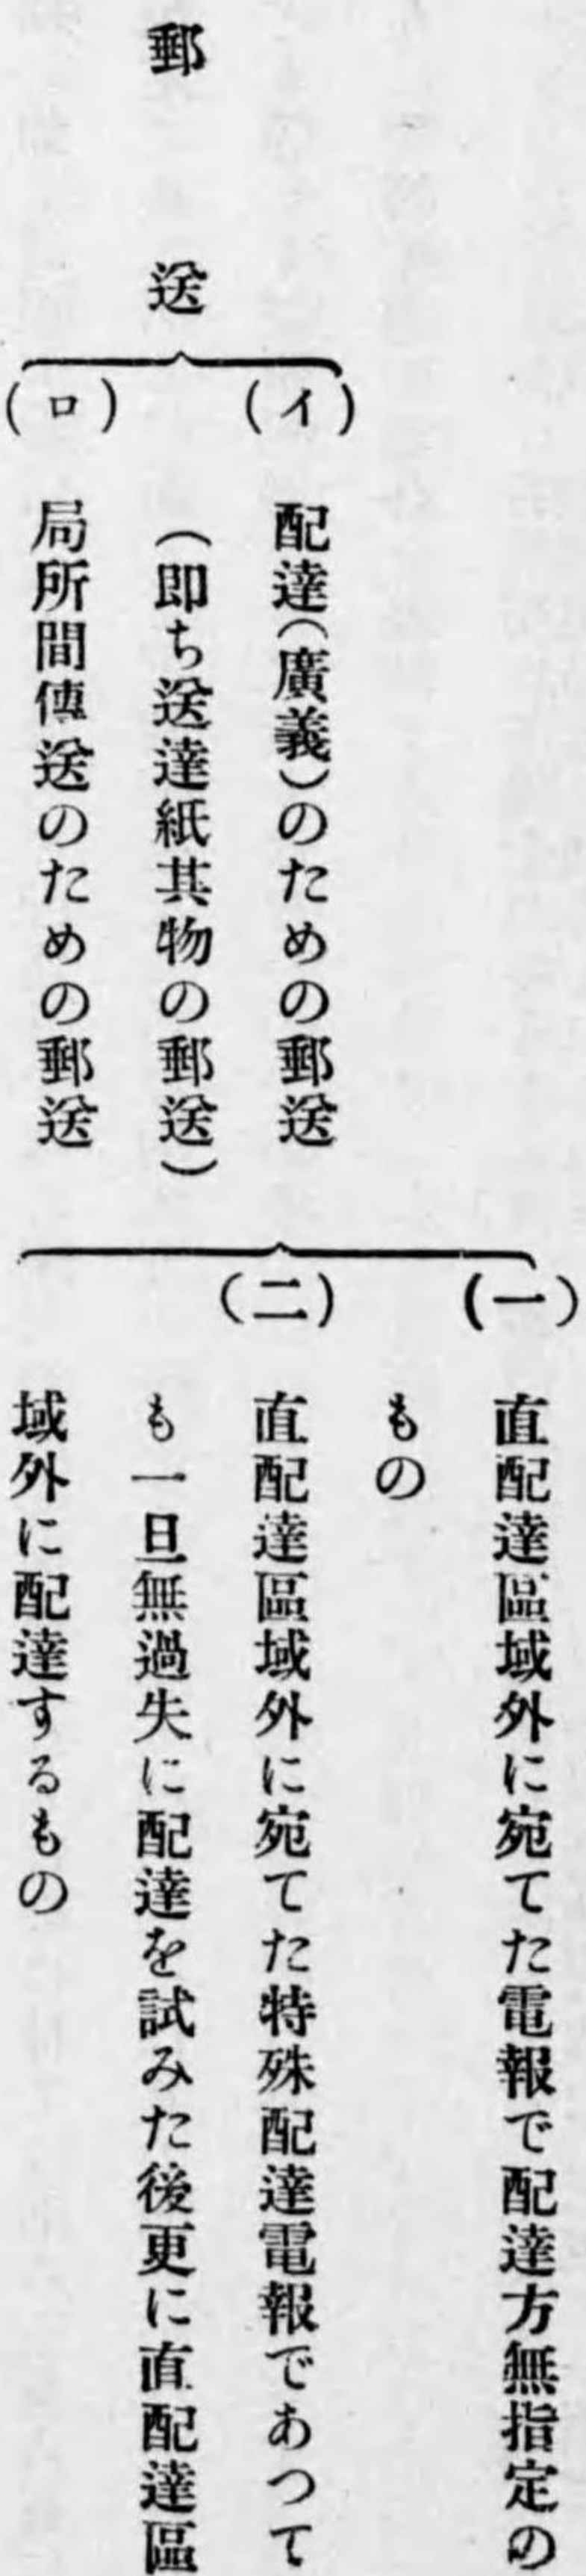 郵送
(イ)
配達(廣義)のための郵送
(即ち送達紙其物の郵送)
(ロ)
局所間傳送のための郵送
(一)
直配達區域外に宛てた電報で配達方無指定の
もの
(二)
直配達區域外に宛てた特殊配達電報であつて
も一旦無過失に配達を試みた後更に直配達區
域外に配達するもの